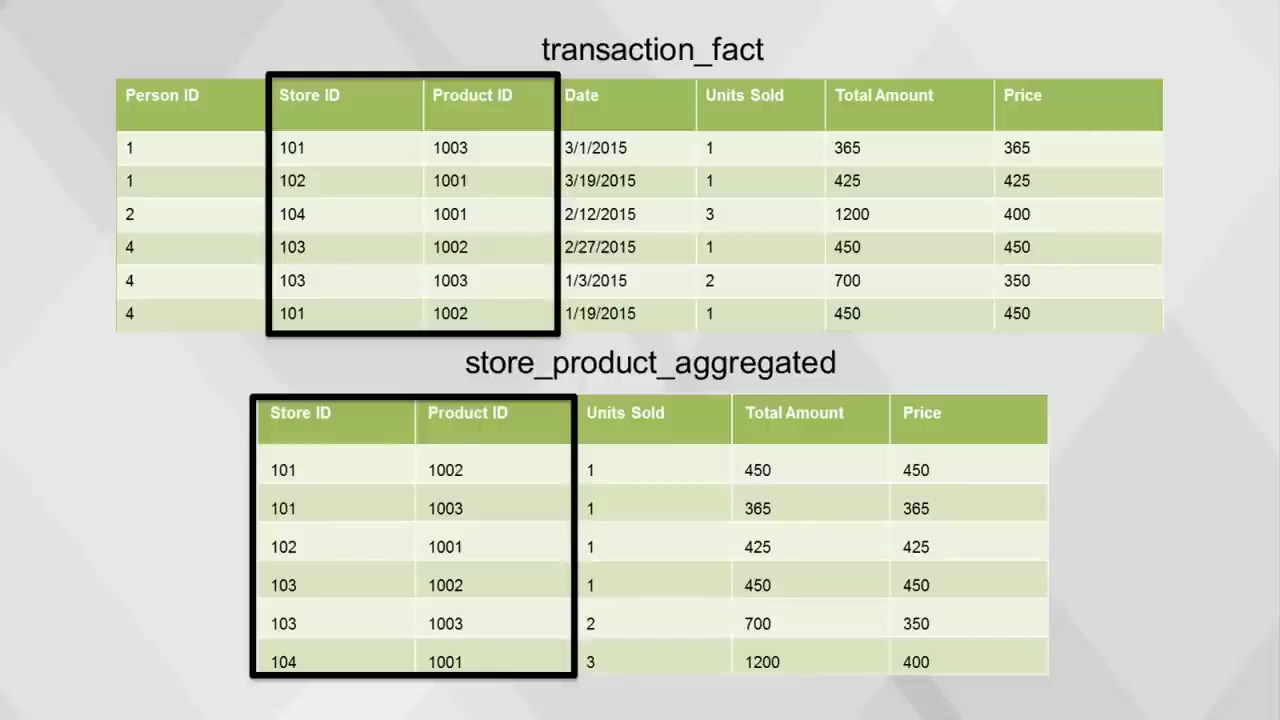 transaction_fact
Person ID Store ID Product ID Date Units Sold Total Amount Price
1 101 1003 3/1/2015 1 365 365
1 102 1001 3/19/2015 1 425 425
2 104 1001 2/12/2015 3 1200 400
4 103 1002 2/27/2015 1 450 450
4 103 1003 1/3/2015 2 700 350
4 101 1002 1/19/2015 1 450 450
store_product_aggregated
Store ID Product ID Units Sold Total Amount Price
101 1002 1 450 450
101 1003 1 365 365
102 1001 1 425 425
103 1002 1 450 450
103 1003 2 700 350
104 1001 3 1200 400